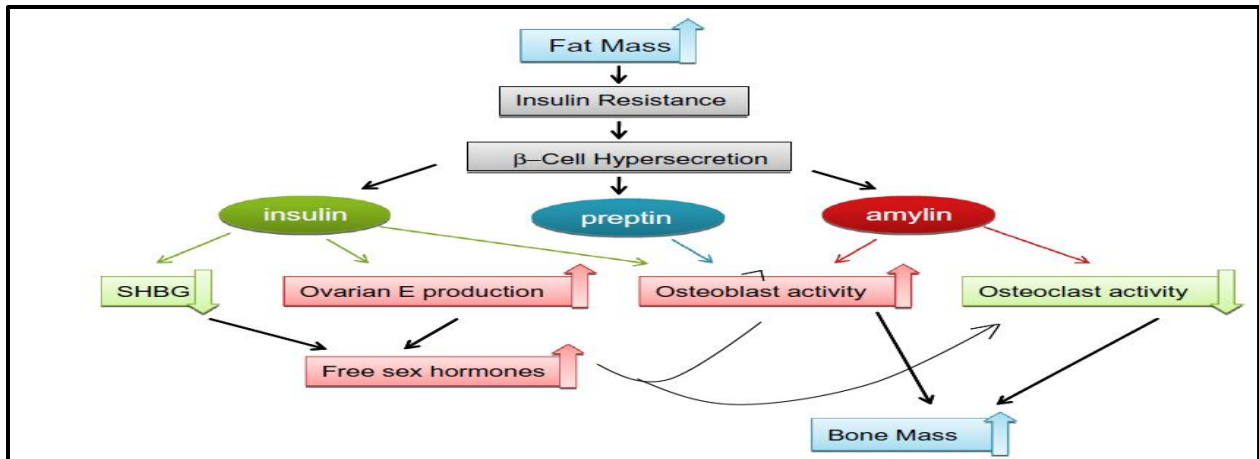 Fat Mass
Insulin Resistance
β–Cell Hypersecretion
insulin
preptin
amylin
SHBG
Ovarian E production
Osteoblast activity
Osteoclast activity
Free sex hormones
Bone Mass